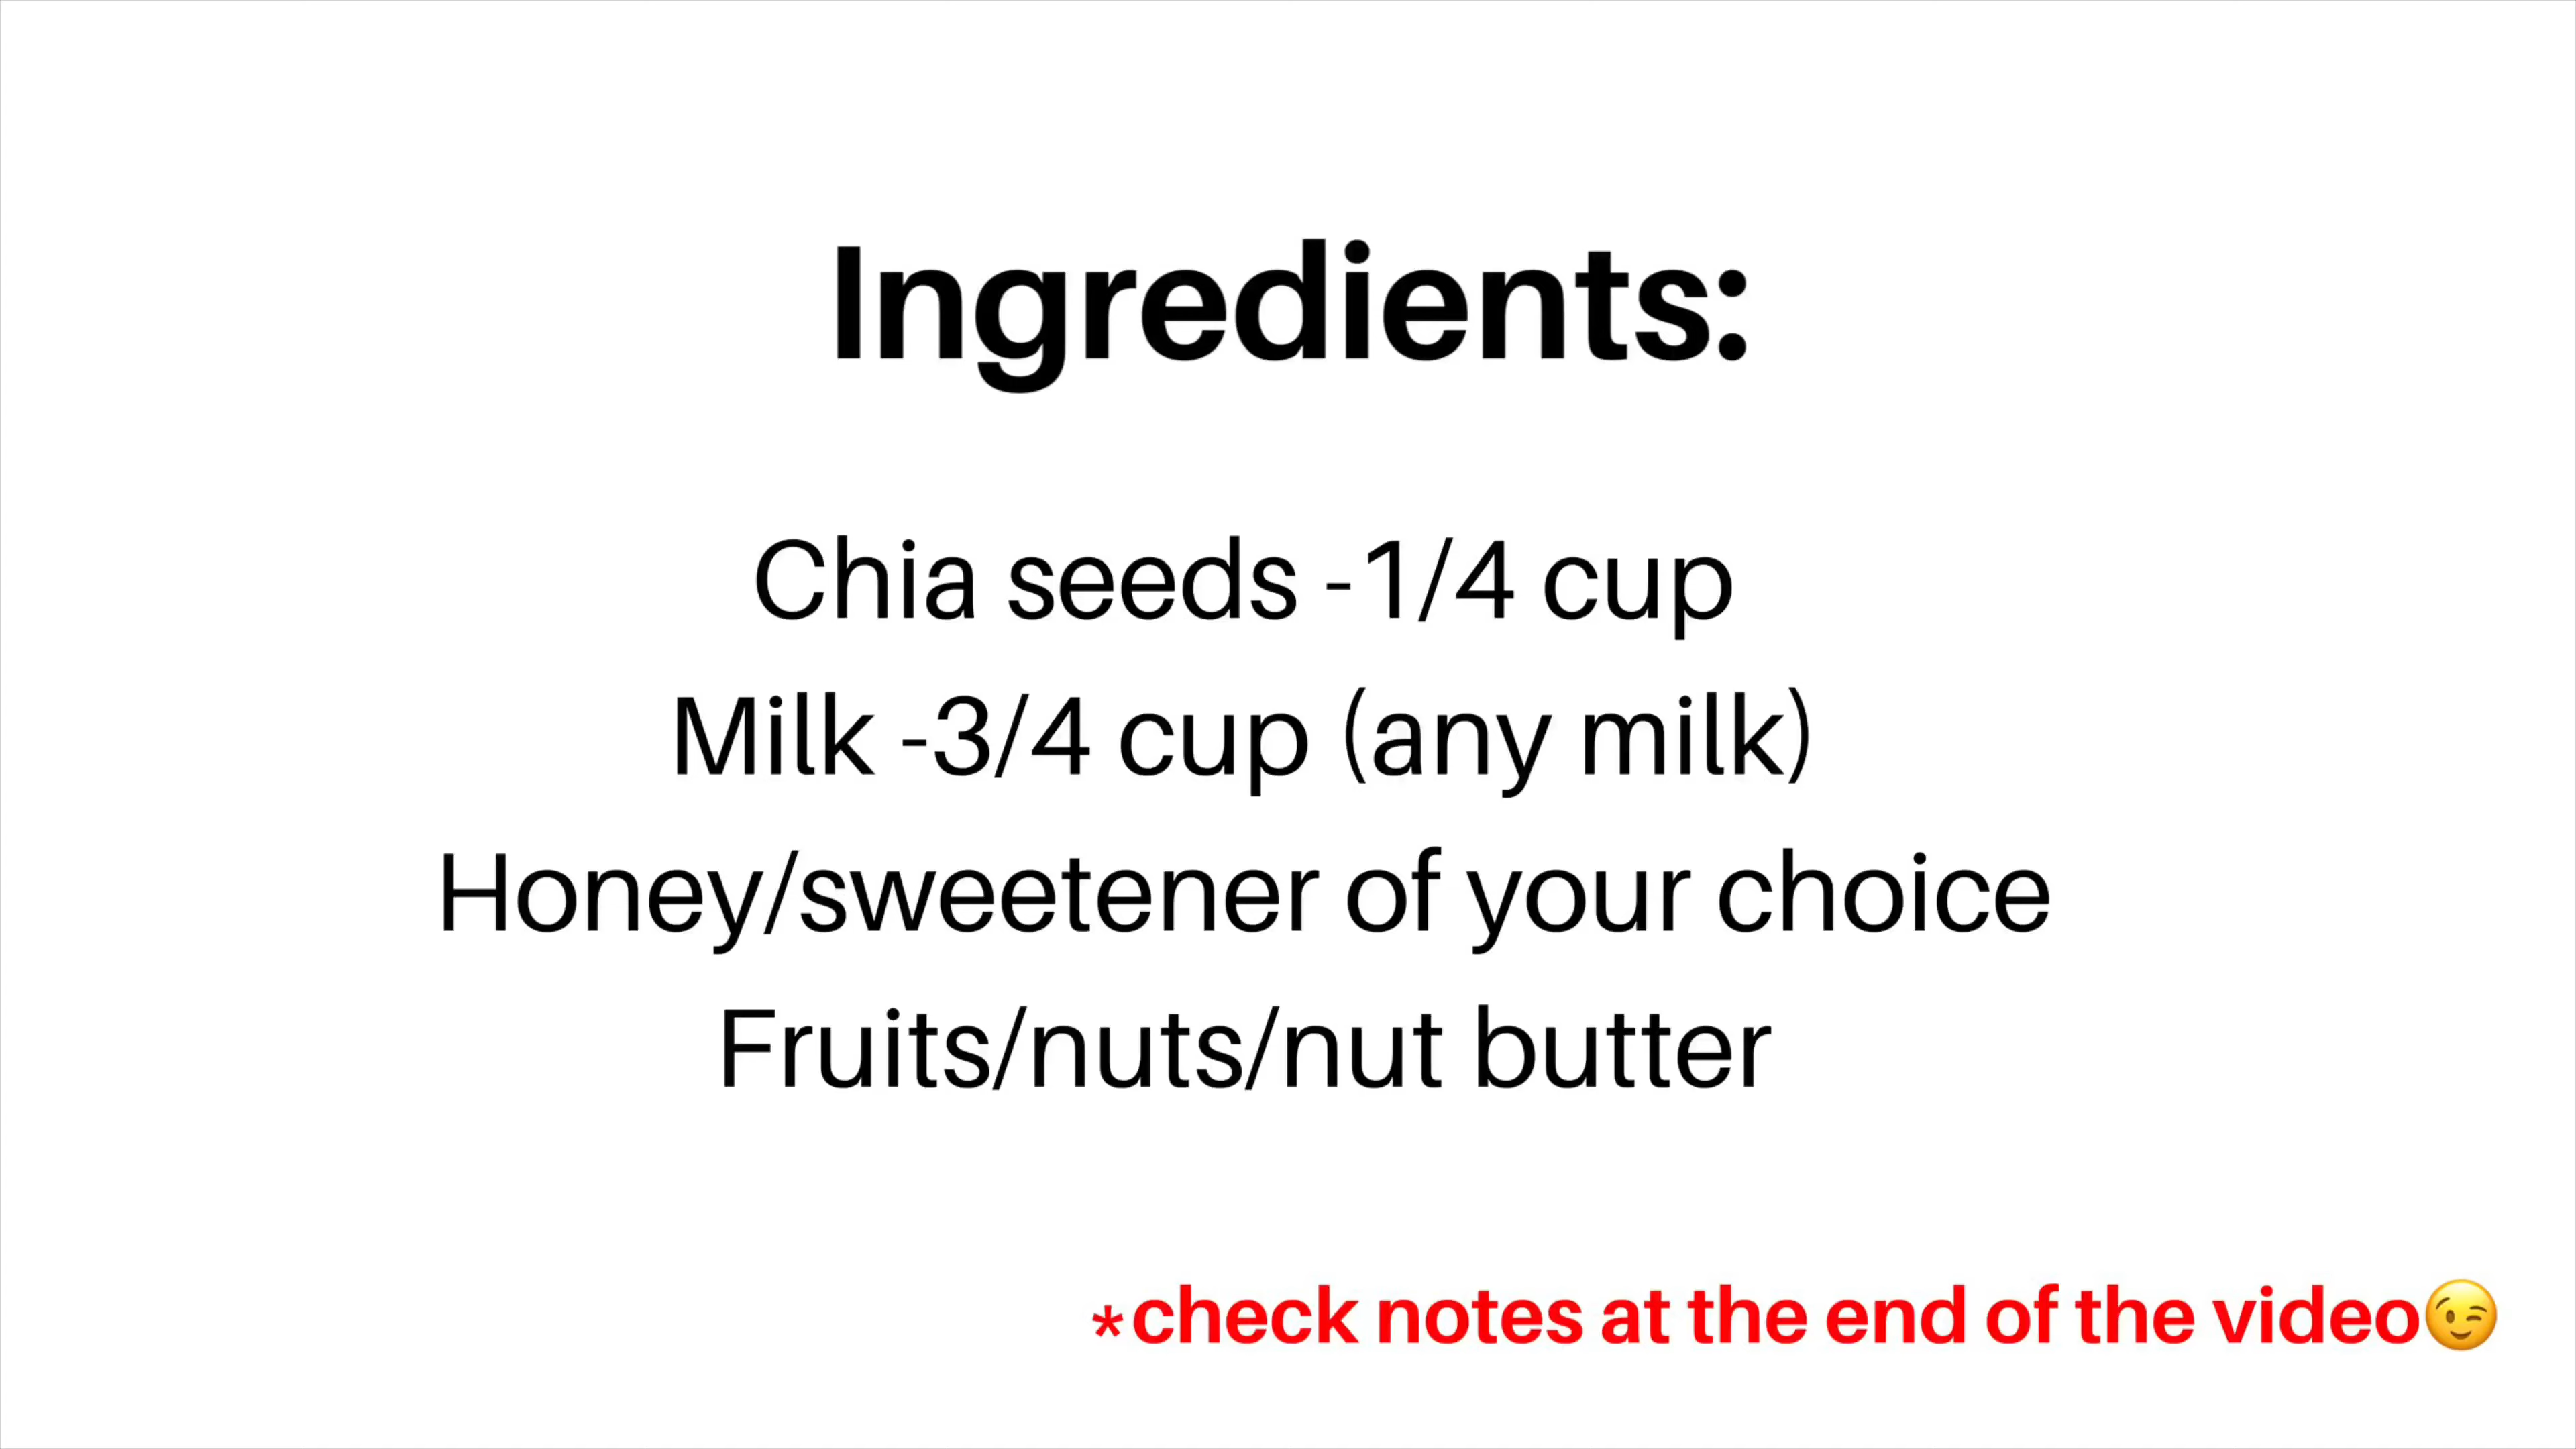 Ingredients:
Chia seeds -1/4 cup
Milk -3/4 cup (any milk)
Honey/sweetener of your choice
Fruits/nuts/nut butter
*check notes at the end of the video😉